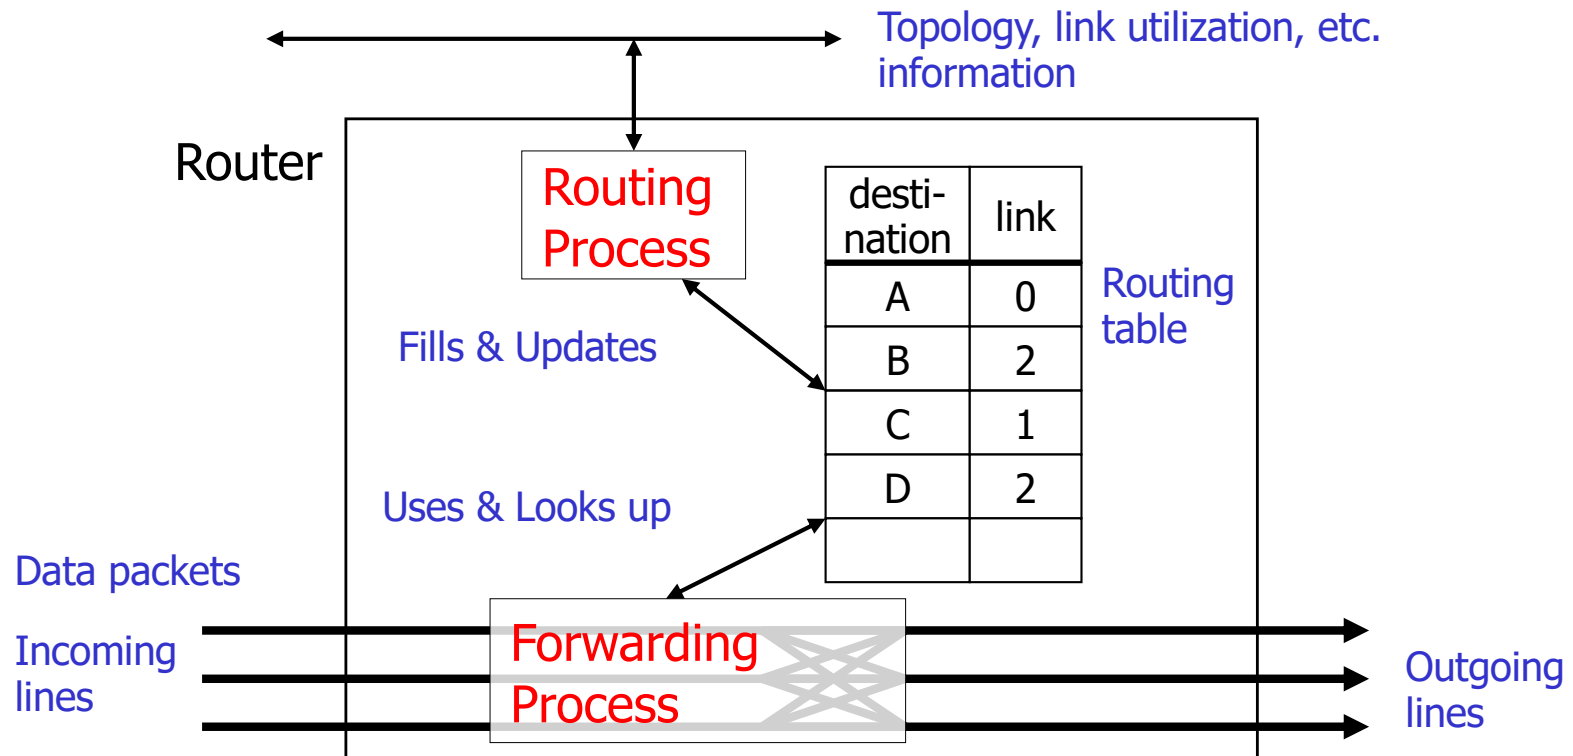 Topology, link utilization, etc.
information
Router
Routing
Process
desti-
nation
link
A
0
Routing
table
B
2
Fills & Updates
C
1
D
2
Uses & Looks up
Data packets
Incoming
lines
Forwarding
Process
Outgoing
lines